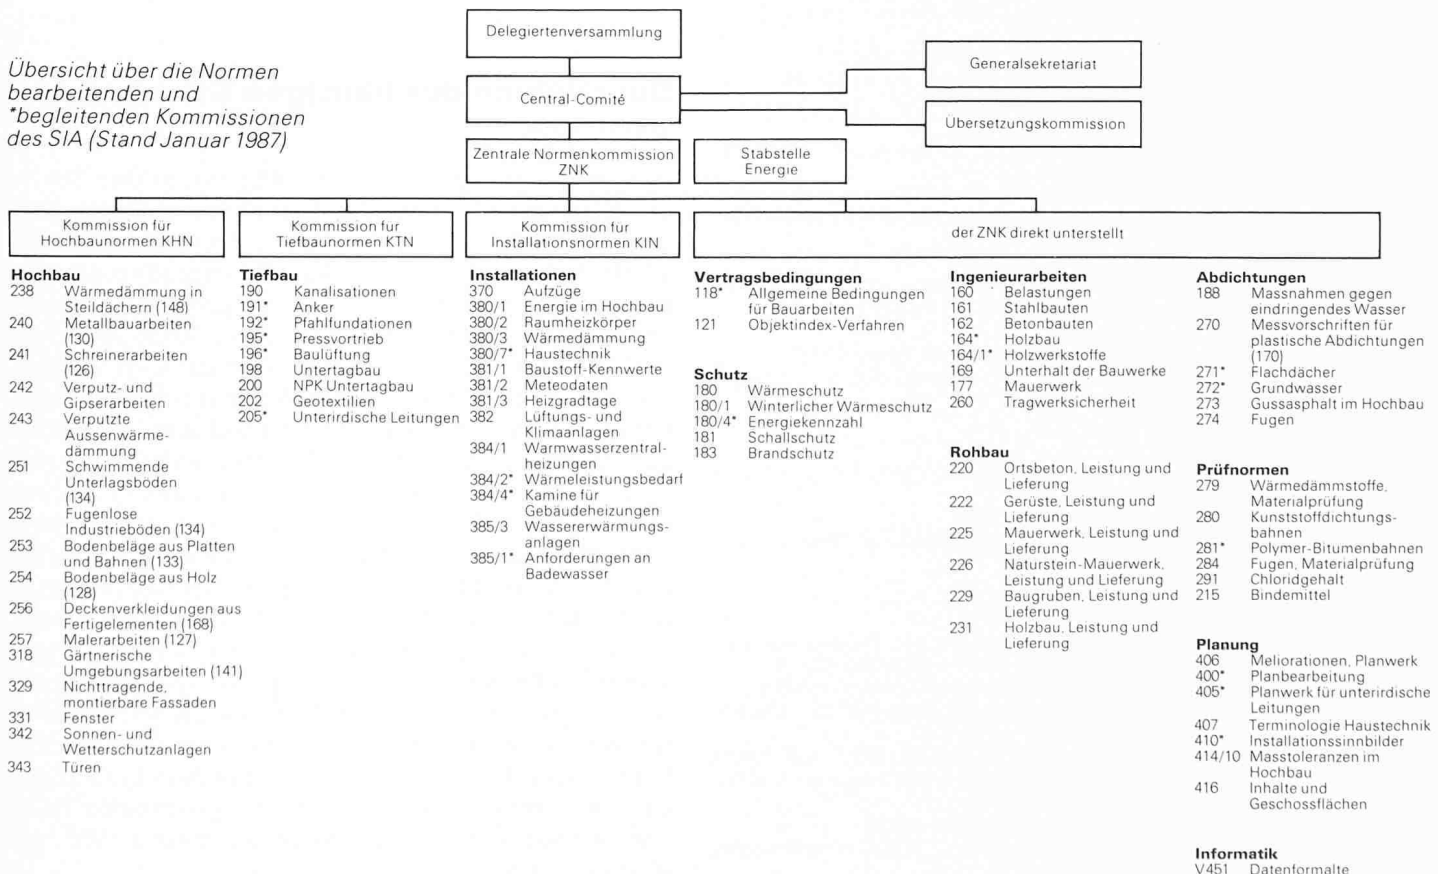 Übersicht über die Normen
bearbeitenden und
*begleitenden Kommissionen
des SIA (Stand Januar 1987)
Delegiertenversammlung
Central-Comité
Generalsekretariat
Übersetzungskommission
Zentrale Normenkommission
ZNK
Stabstelle
Energie
Kommission für
Hochbaunormen KHN
Kommission für
Tiefbaunormen KTN
Kommission für
Installationsnormen KIN
der ZNK direkt unterstellt
Hochbau
238 Wärmedämmung in
Steildächern (148)
240 Metallbauarbeiten
(130)
241 Schreinerarbeiten
(126)
242 Verputz- und
Gipserarbeiten
243 Verputzte
Aussenwärme-
dämmung
251 Schwimmende
Unterlagsböden
(134)
252 Fugenlose
Industrieböden (134)
253 Bodenbeläge aus Platten
und Bahnen (133)
254 Bodenbeläge aus Holz
(128)
256 Deckenverkleidungen aus
Fertigelementen (168)
257 Malerarbeiten (127)
318 Gärtnerische
Umgebungsarbeiten (141)
329 Nichttragende,
montierbare Fassaden
331 Fenster
342 Sonnen- und
Wetterschutzanlagen
343 Türen
Tiefbau
190 Kanalisationen
191* Anker
192* Pfahlfundationen
195* Pressvortrieb
196* Baulüftung
198 Untertagbau
200 NPK Untertagbau
202 Geotextilien
205* Unterirdische Leitungen
Installationen
370 Aufzüge
380/1 Energie im Hochbau
380/2 Raumheizkörper
380/3 Wärmedämmung
380/7* Haustechnik
381/1 Baustoff-Kennwerte
381/2 Meteodaten
381/3 Heizgradtage
382 Lüftungs- und
Klimaanlagen
384/1 Warmwasserzentral-
heizungen
384/2* Wärmeleistungsbedarf
384/4* Kamine für
Gebäudeheizungen
385/3 Wassererwärmungs-
anlagen
385/1* Anforderungen an
Badewasser
Vertragsbedingungen
118* Allgemeine Bedingungen
für Bauarbeiten
121 Objektindex-Verfahren
Schutz
180 Wärmeschutz
180/1 Winterlicher Wärmeschutz
180/4* Energiekennzahl
181 Schallschutz
183 Brandschutz
Ingenieurarbeiten
160 Belastungen
161 Stahlbauten
162 Betonbauten
164* Holzbau
164/1* Holzwerkstoffe
169 Unterhalt der Bauwerke
177 Mauerwerk
260 Tragwerksicherheit
Rohbau
220 Ortsbeton, Leistung und
Lieferung
222 Gerüste, Leistung und
Lieferung
225 Mauerwerk, Leistung und
Lieferung
226 Naturstein-Mauerwerk,
Leistung und Lieferung
229 Baugruben, Leistung und
Lieferung
231 Holzbau, Leistung und
Lieferung
Abdichtungen
188 Massnahmen gegen
eindringendes Wasser
270 Messvorschriften für
plastische Abdichtungen
(170)
271* Flachdächer
272* Grundwasser
273 Gussasphalt im Hochbau
274 Fugen
Prüfnormen
279 Wärmedämmstoffe,
Materialprüfung
280 Kunststoffdichtungs-
bahnen
281* Polymer-Bitumenbahnen
284 Fugen, Materialprüfung
291 Chloridgehalt
215 Bindemittel
Planung
406 Meliorationen, Planwerk
400* Planbearbeitung
405* Planwerk für unterirdische
Leitungen
407 Terminologie Haustechnik
410* Installationssinnbilder
414/10 Masstoleranzen im
Hochbau
416 Inhalte und
Geschossflächen
Informatik
V451 Datenformalte